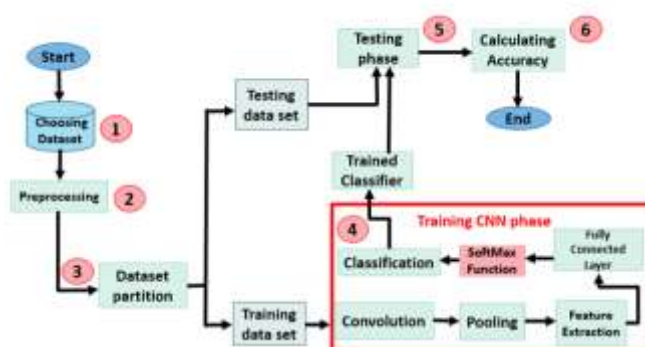 Start
Choosing
Dataset
1
Preprocessing
2
3
Dataset
partition
Testing
data set
Training
data set
Testing
phase
5
Calculating
Accuracy
6
End
Trained
Classifier
Training CNN phase
4
Classification
SoftMax
Function
Fully
Connected
Layer
Convolution
Pooling
Feature
Extraction